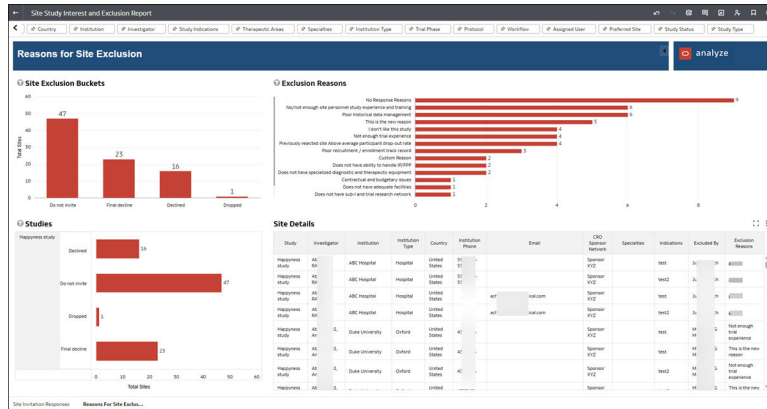 Site Study Interest and Exclusion Report
Country Institution Investigator Study Indications Therapeutic Areas Specialties Institution Type Trial Phase Protocol Workflow Assigned User Preferred Site Study Status Study Type
Reasons for Site Exclusion
analyze
Site Exclusion Buckets
Total Sites
60
50
40
30
20
10
0
47
23
16
1
Do not invite Final decline Declined Dropped
Exclusion Reasons
No Response Reasons 9
No/not enough site personnel study experience and training 6
Poor historical data management 6
This is the new reason 5
I don't like this study 4
Not enough trial experience 4
Previously rejected site Above average participant drop out rate 4
Poor recruitment / enrollment track record 3
Custom Reason 2
Does not have ability to handle IP/FPP 2
Does not have specialised diagnostic and therapeutic equipment 2
Contractual and budgetary issues 1
Does not have adequate facilities 1
Does not have sub-I and trial research network 1
0 2 4 6 8
Studies
Happyness study
Declined 16
Do not invite 47
Dropped 1
Final decline 23
0 10 20 30 40 50 60
Total Sites
Site Details
Study Investigator Institution Institution Type Country Institution Phone Email CRO Sponsor Network Specialties Indications Excluded By Exclusion Reasons
Happyness study ABC Hospital Hospital United States Sponsor XYZ test
Happyness study ABC Hospital Hospital United States Sponsor XYZ test2
Happyness study ABC Hospital Hospital United States Sponsor XYZ test
Happyness study ABC Hospital Hospital United States Sponsor XYZ test2
Happyness study Duke University Oxford United States Sponsor XYZ test Not enough trial experience
Happyness study Duke University Oxford United States Sponsor XYZ test This is the new reason
Happyness study Duke University Oxford United States Sponsor XYZ test2 Not enough trial experience
Happyness United Sponsor This is the new
Site Invitation Responses Reasons For Site Exclus...